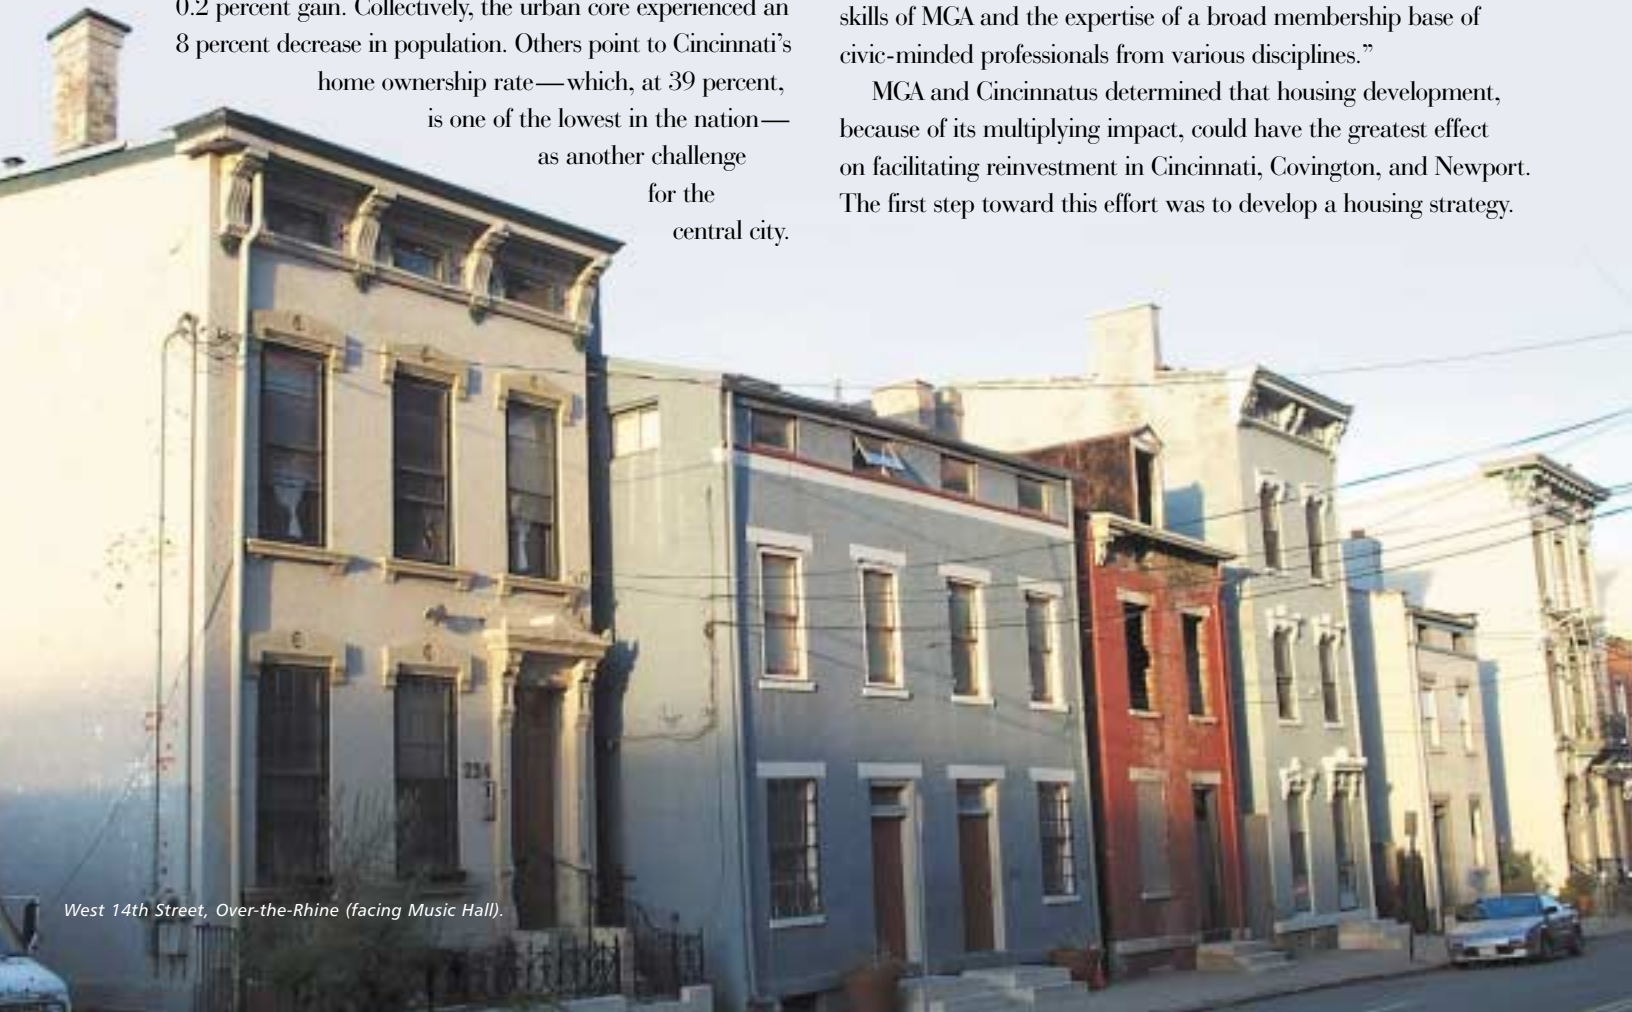 0.2 percent gain. Collectively, the urban core experienced an
8 percent decrease in population. Others point to Cincinnati’s
home ownership rate—which, at 39 percent,
is one of the lowest in the nation—
as another challenge
for the
central city.
skills of MGA and the expertise of a broad membership base of
civic-minded professionals from various disciplines.”
MGA and Cincinnatus determined that housing development,
because of its multiplying impact, could have the greatest effect
on facilitating reinvestment in Cincinnati, Covington, and Newport.
The first step toward this effort was to develop a housing strategy.
234
West 14th Street, Over-the-Rhine (facing Music Hall).